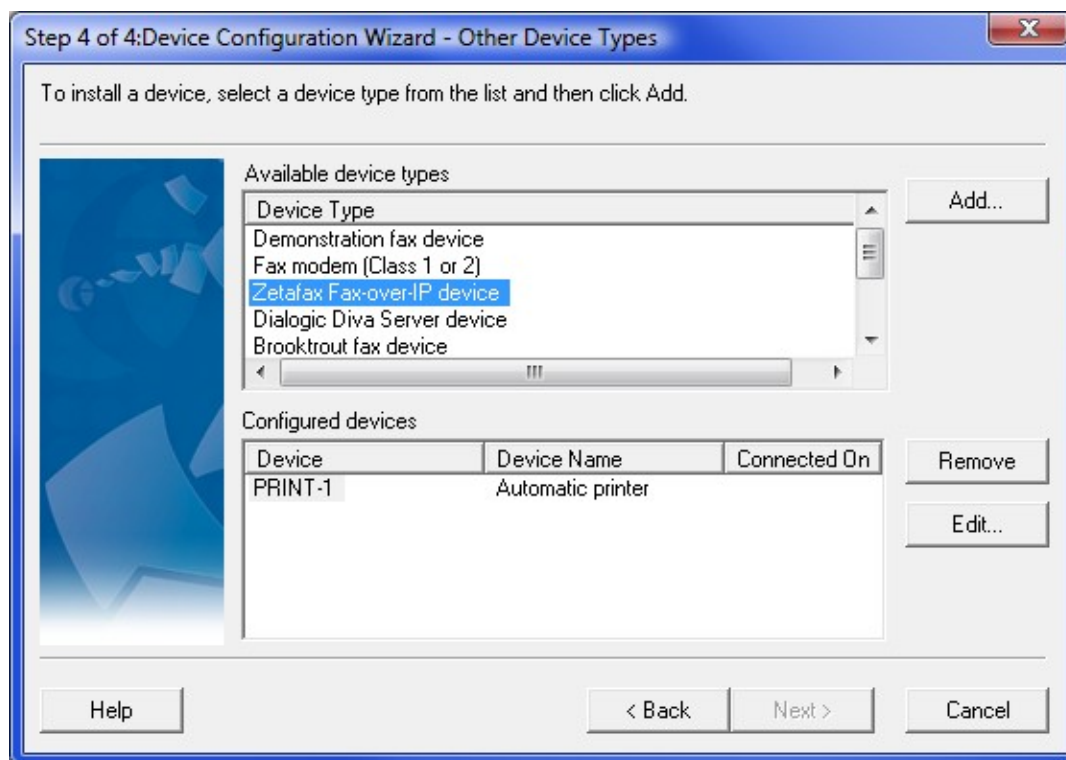 Step 4 of 4:Device Configuration Wizard - Other Device Types
To install a device, select a device type from the list and then click Add.
Available device types
Device Type
Add...
Demonstration fax device
Fax modem (Class 1 or 2)
Zetafax Fax-over-IP device
Dialogic Diva Server device
Brooktrout fax device
Configured devices
Device Device Name Connected On
Remove
PRINT-1 Automatic printer
Edit...
Help < Back Next > Cancel